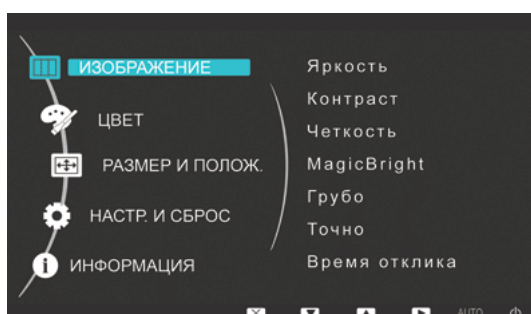 ИЗОБРАЖЕНИЕ
ЦВЕТ
РАЗМЕР И ПОЛОЖ.
НАСТР. И СБРОС
ИНФОРМАЦИЯ
Яркость
Контраст
Четкость
MagicBright
Грубо
Точно
Время отклика
AUTO